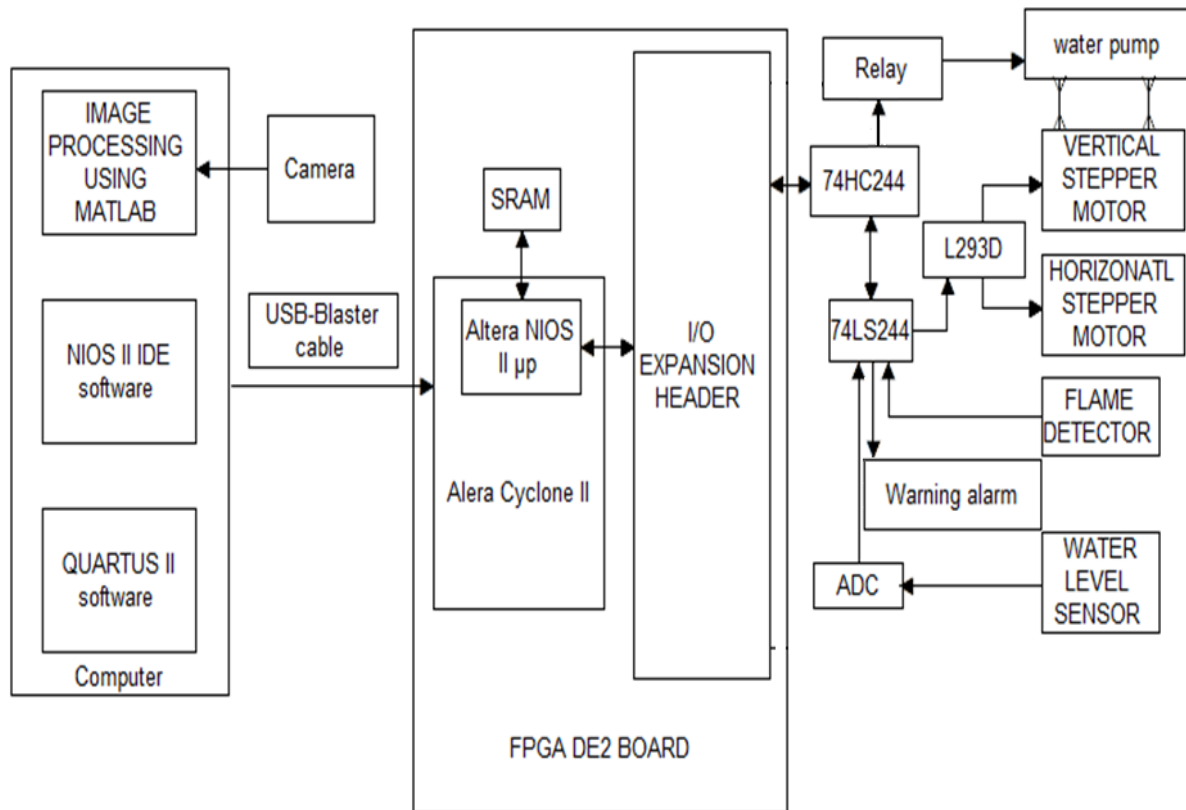 IMAGE
PROCESSING
USING
MATLAB
NIOS II IDE
software
QUARTUS II
software
Computer
Camera
USB-Blaster
cable
SRAM
Altera NIOS
II µp
Alera Cyclone II
I/O
EXPANSION
HEADER
FPGA DE2 BOARD
Relay
water pump
74HC244
VERTICAL
STEPPER
MOTOR
L293D
HORIZONATL
STEPPER
MOTOR
74LS244
FLAME
DETECTOR
Warning alarm
ADC
WATER
LEVEL
SENSOR